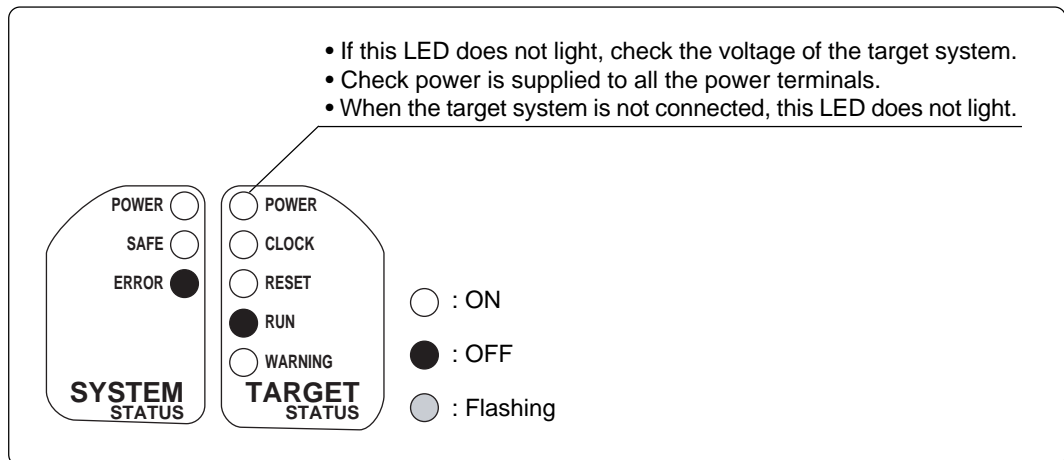 • If this LED does not light, check the voltage of the target system.
• Check power is supplied to all the power terminals.
• When the target system is not connected, this LED does not light.
POWER
SAFE
ERROR
SYSTEM
STATUS
POWER
CLOCK
RESET
RUN
WARNING
TARGET
STATUS
: ON
: OFF
: Flashing